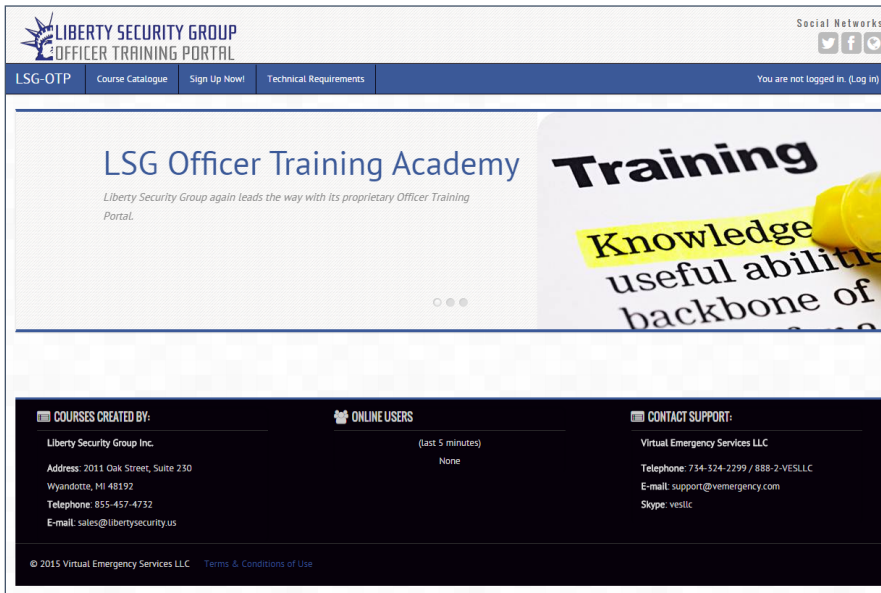 LIBERTY SECURITY GROUP
OFFICER TRAINING PORTAL
Social Networks
LSG-OTP
Course Catalogue
Sign Up Now!
Technical Requirements
You are not logged in. (Log in)
LSG Officer Training Academy
Liberty Security Group again leads the way with its proprietary Officer Training
Portal.
Training
Knowledge
useful abilitie
backbone of
COURSES CREATED BY:
Liberty Security Group Inc.
Address: 2011 Oak Street, Suite 230
Wyandotte, MI 48192
Telephone: 855-457-4732
E-mail: sales@libertysecurity.us
ONLINE USERS
(last 5 minutes)
None
CONTACT SUPPORT:
Virtual Emergency Services LLC
Telephone: 734-324-2299 / 888-2-VESLLC
E-mail: support@vemergency.com
Skype: vesllc
© 2015 Virtual Emergency Services LLC
Terms & Conditions of Use